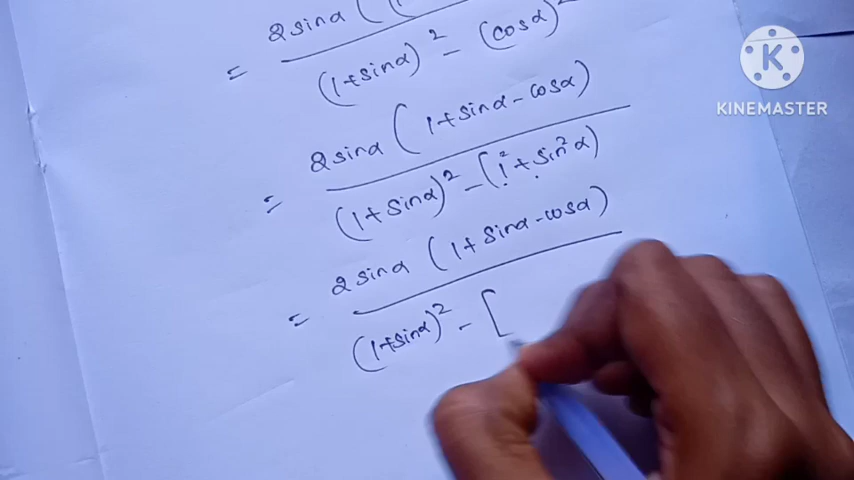 2sinα ((1
= (1+sinα)² - (cosα)²
KINEMASTER
2sinα (1+sinα-cosα)
= (1+sinα)² - (1²+sin²α)
2sinα (1+sinα-cosα)
= (1+sinα)² - [